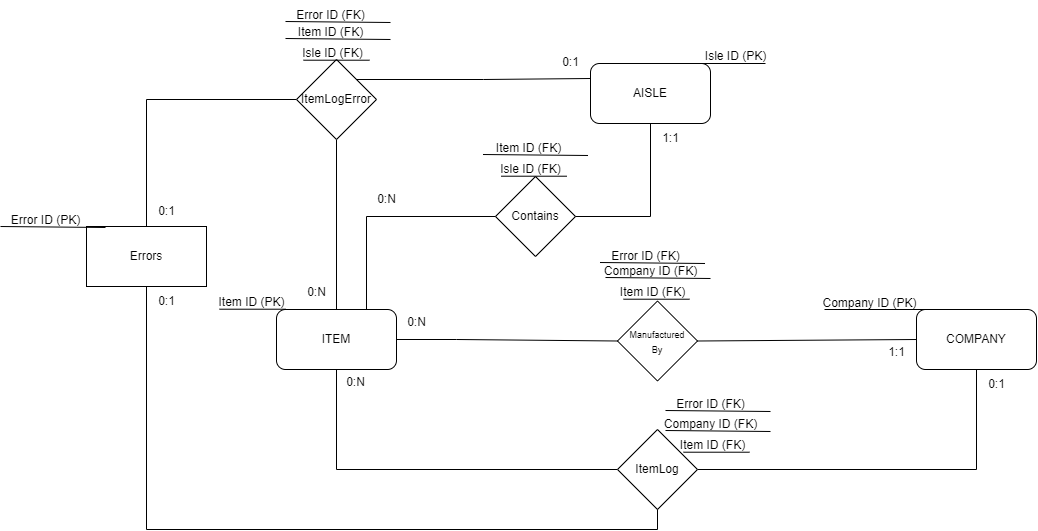 Error ID (FK)
Item ID (FK)
Isle ID (FK)
ItemLogError
0:1
Isle ID (PK)
AISLE
1:1
Item ID (FK)
Isle ID (FK)
Contains
0:N
0:1
Error ID (PK)
Errors
0:1
0:N
Item ID (PK)
ITEM
0:N
0:N
Error ID (FK)
Company ID (FK)
Item ID (FK)
Manufactured
By
Company ID (PK)
COMPANY
1:1
0:1
Error ID (FK)
Company ID (FK)
Item ID (FK)
ItemLog